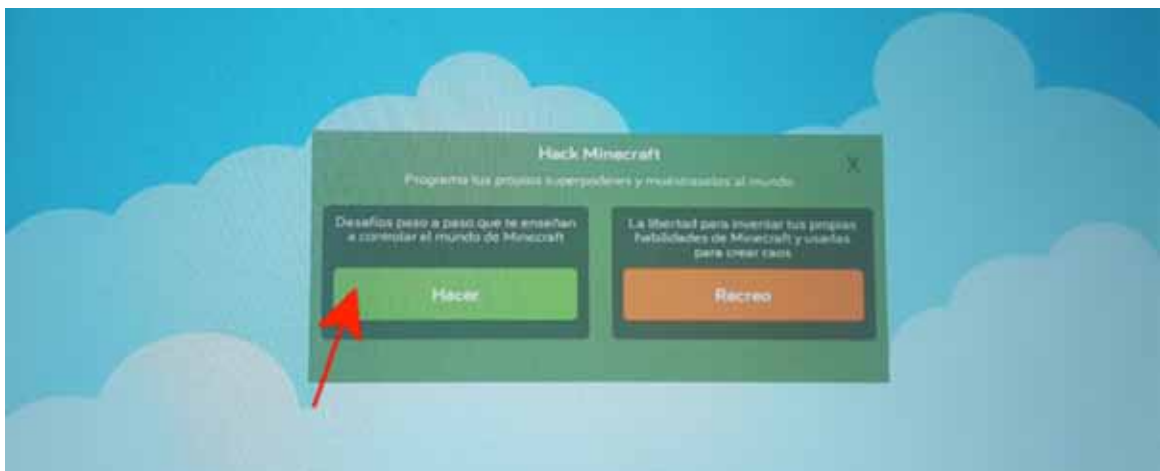 Hack Minecraft
X
Programa tus propios superpoderes y muéstraselos al mundo
Desafíos paso a paso que te enseñan
a controlar el mundo de Minecraft
Hacer
La libertad para inventar tus propias
habilidades de Minecraft y usarlas
para crear caos
Recreo